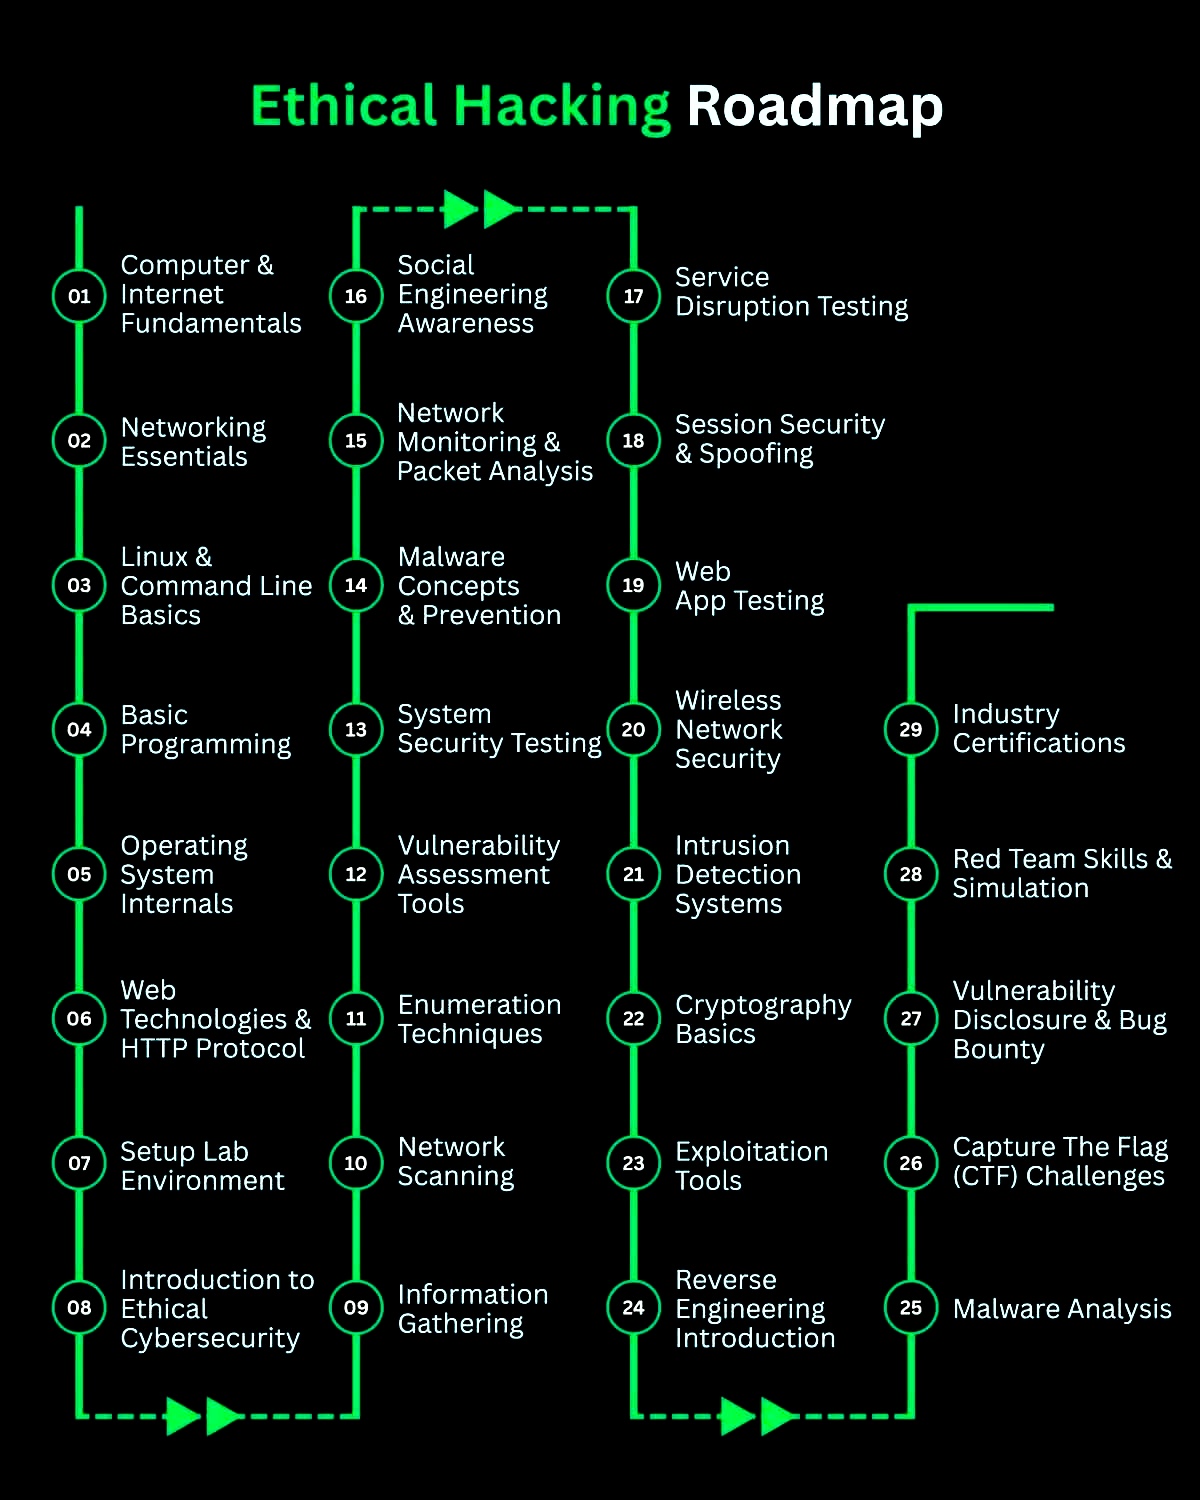 Ethical Hacking Roadmap
01
Computer &
Internet
Fundamentals
02
Networking
Essentials
03
Linux &
Command Line
Basics
04
Basic
Programming
05
Operating
System
Internals
06
Web
Technologies &
HTTP Protocol
07
Setup Lab
Environment
08
Introduction to
Ethical
Cybersecurity
09
Information
Gathering
10
Network
Scanning
11
Enumeration
Techniques
12
Vulnerability
Assessment
Tools
13
System
Security Testing
14
Malware
Concepts
& Prevention
15
Network
Monitoring &
Packet Analysis
16
Social
Engineering
Awareness
17
Service
Disruption Testing
18
Session Security
& Spoofing
19
Web
App Testing
20
Wireless
Network
Security
21
Intrusion
Detection
Systems
22
Cryptography
Basics
23
Exploitation
Tools
24
Reverse
Engineering
Introduction
25
Malware Analysis
26
Capture The Flag
(CTF) Challenges
27
Vulnerability
Disclosure & Bug
Bounty
28
Red Team Skills &
Simulation
29
Industry
Certifications